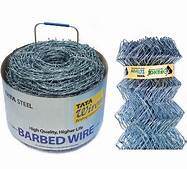 TATA STEEL
TATA
Wiron
High Quality, Higher Life
BARBED WIRE